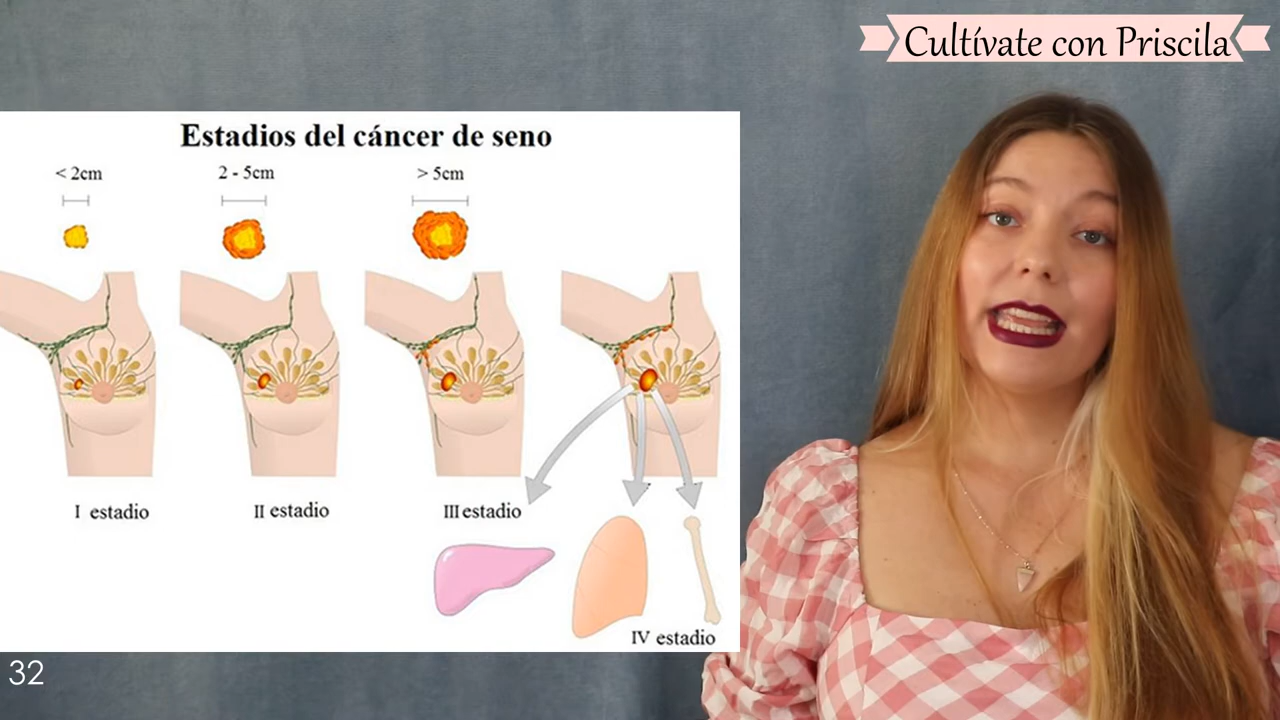 Cultívate con Priscila
Estadios del cáncer de seno
< 2cm
2 - 5cm
> 5cm
I estadio
II estadio
III estadio
IV estadio
32